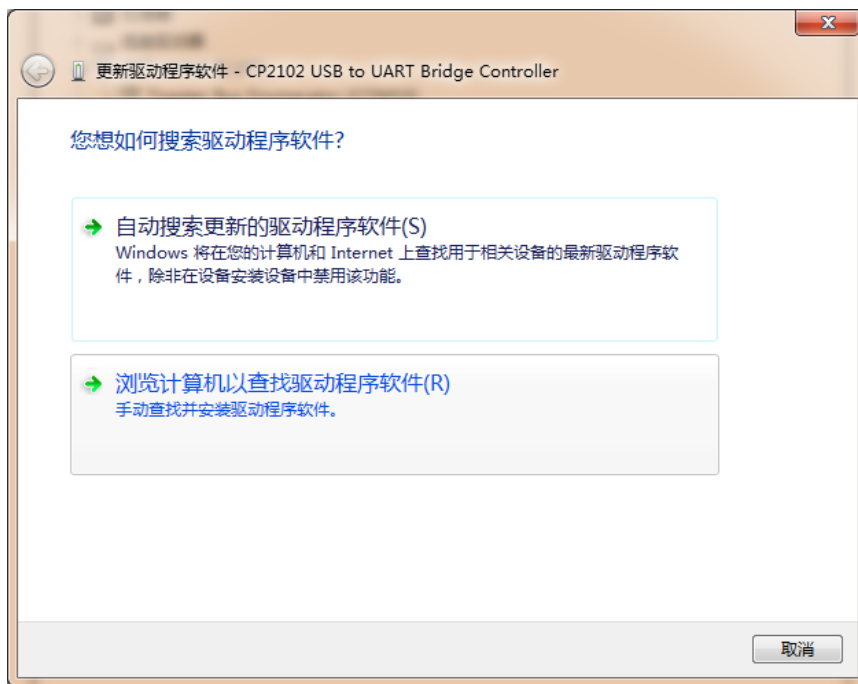 更新驱动程序软件 - CP2102 USB to UART Bridge Controller
您想如何搜索驱动程序软件?
自动搜索更新的驱动程序软件(S)
Windows 将在您的计算机和 Internet 上查找用于相关设备的最新驱动程序软
件，除非在设备安装设备中禁用该功能。
浏览计算机以查找驱动程序软件(R)
手动查找并安装驱动程序软件。
取消